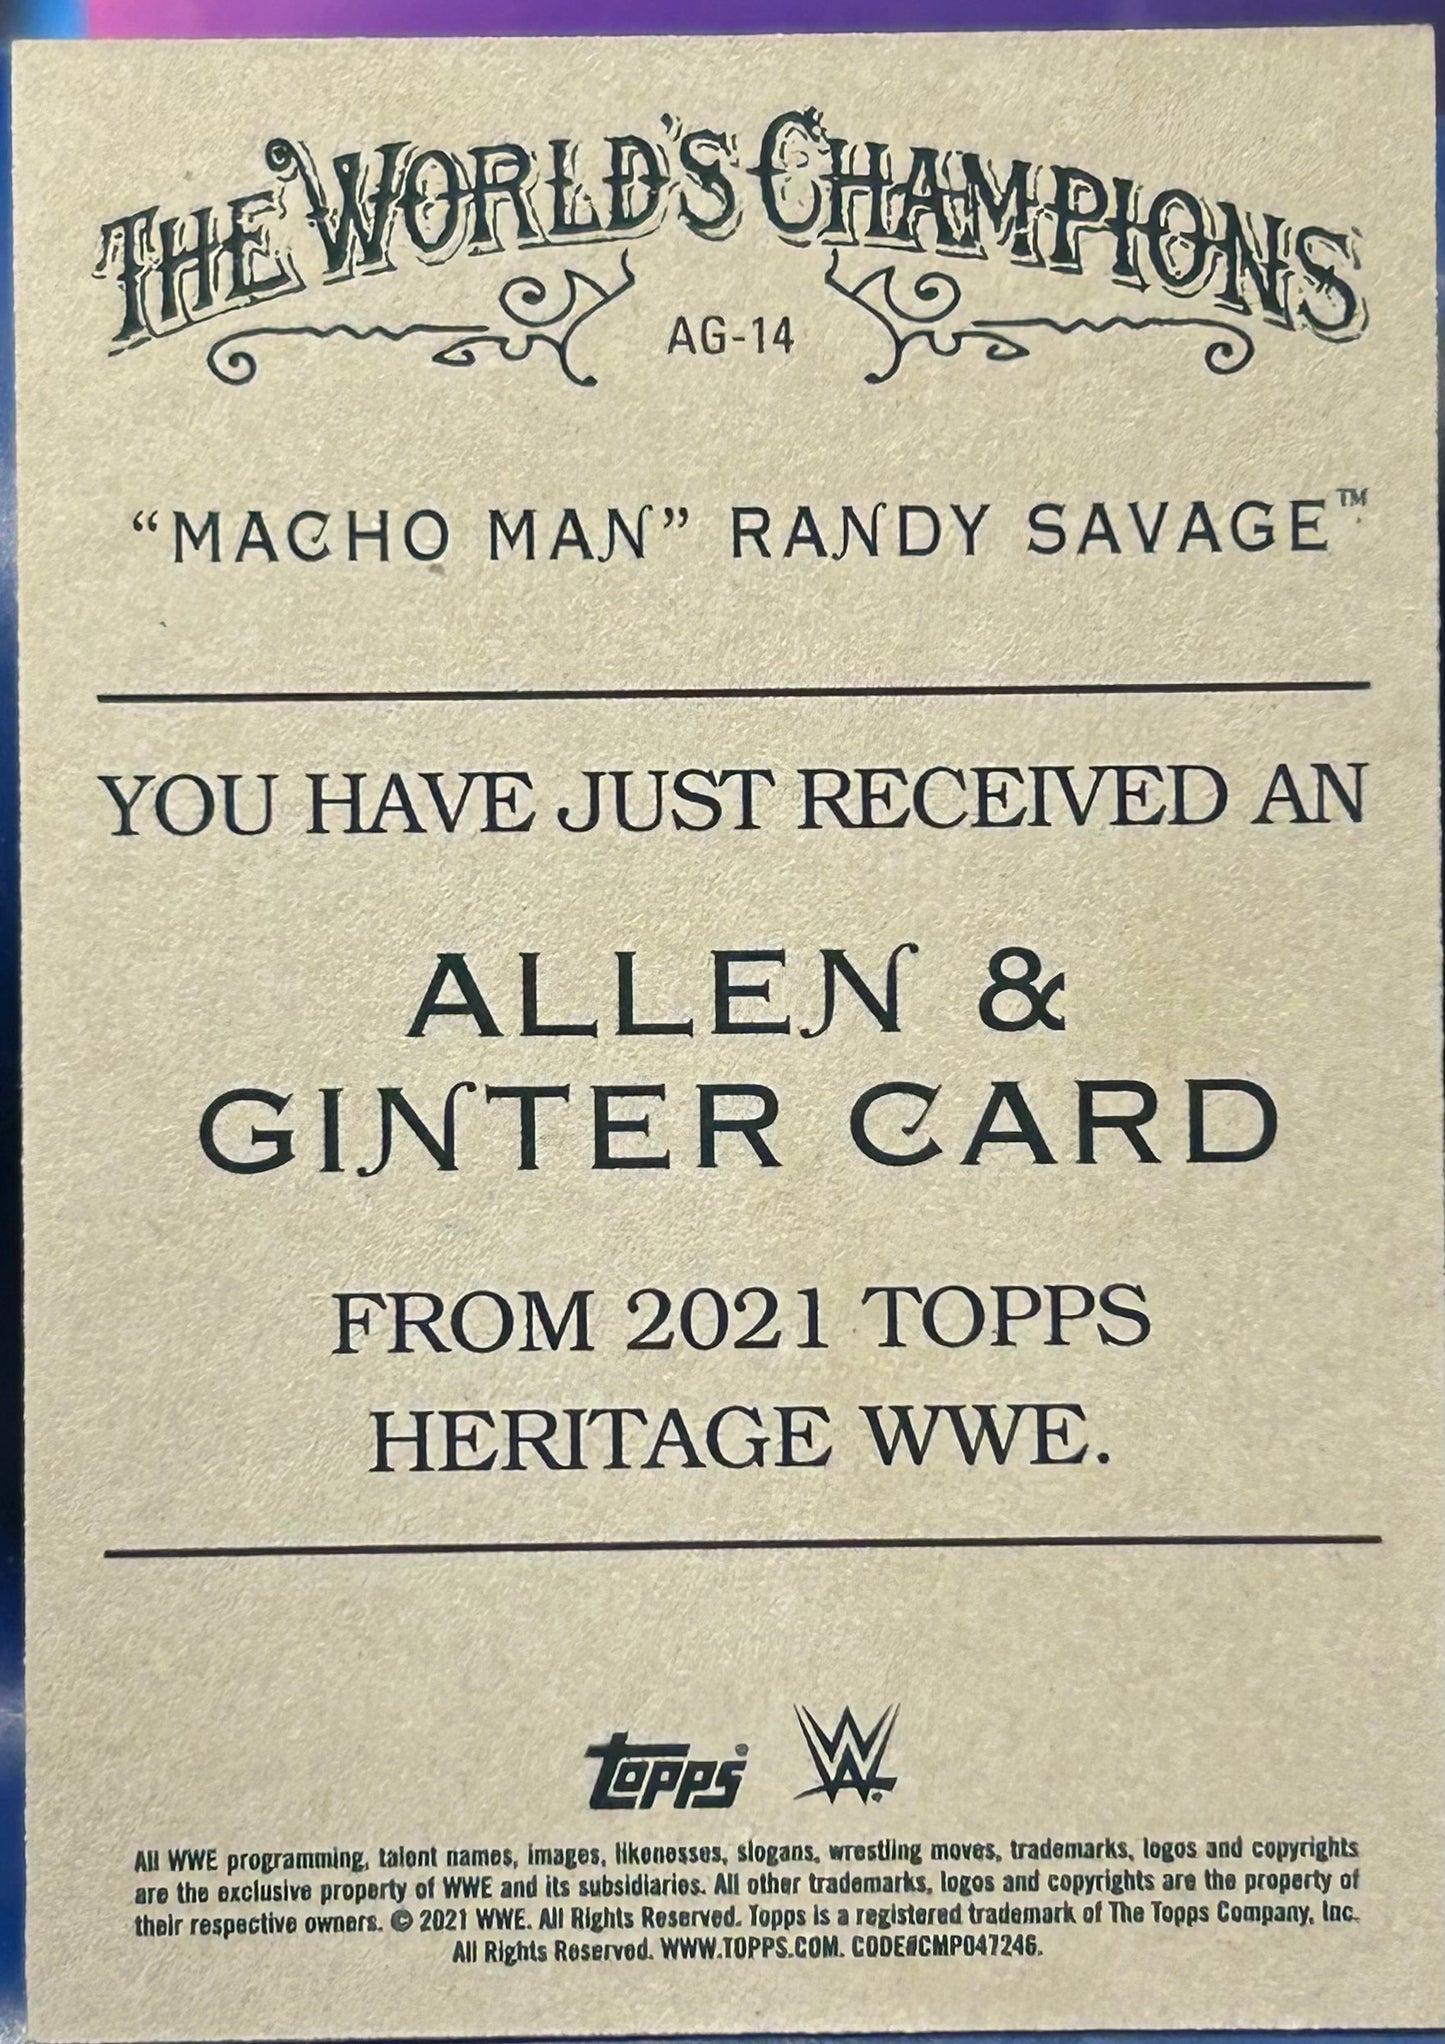 THE WORLD'S CHAMPIONS
AG-14
“MACHO MAN” RANDY SAVAGE™
YOU HAVE JUST RECEIVED AN
ALLEN &
GINTER CARD
FROM 2021 TOPPS
HERITAGE WWE.
topps® W
All WWE programming, talent names, images, likenesses, slogans, wrestling moves, trademarks, logos and copyrights
are the exclusive property of WWE and its subsidiaries. All other trademarks, logos and copyrights are the property of
their respective owners. © 2021 WWE. All Rights Reserved. Topps is a registered trademark of The Topps Company, Inc.
All Rights Reserved. WWW.TOPPS.COM. CODE#CMP047246.